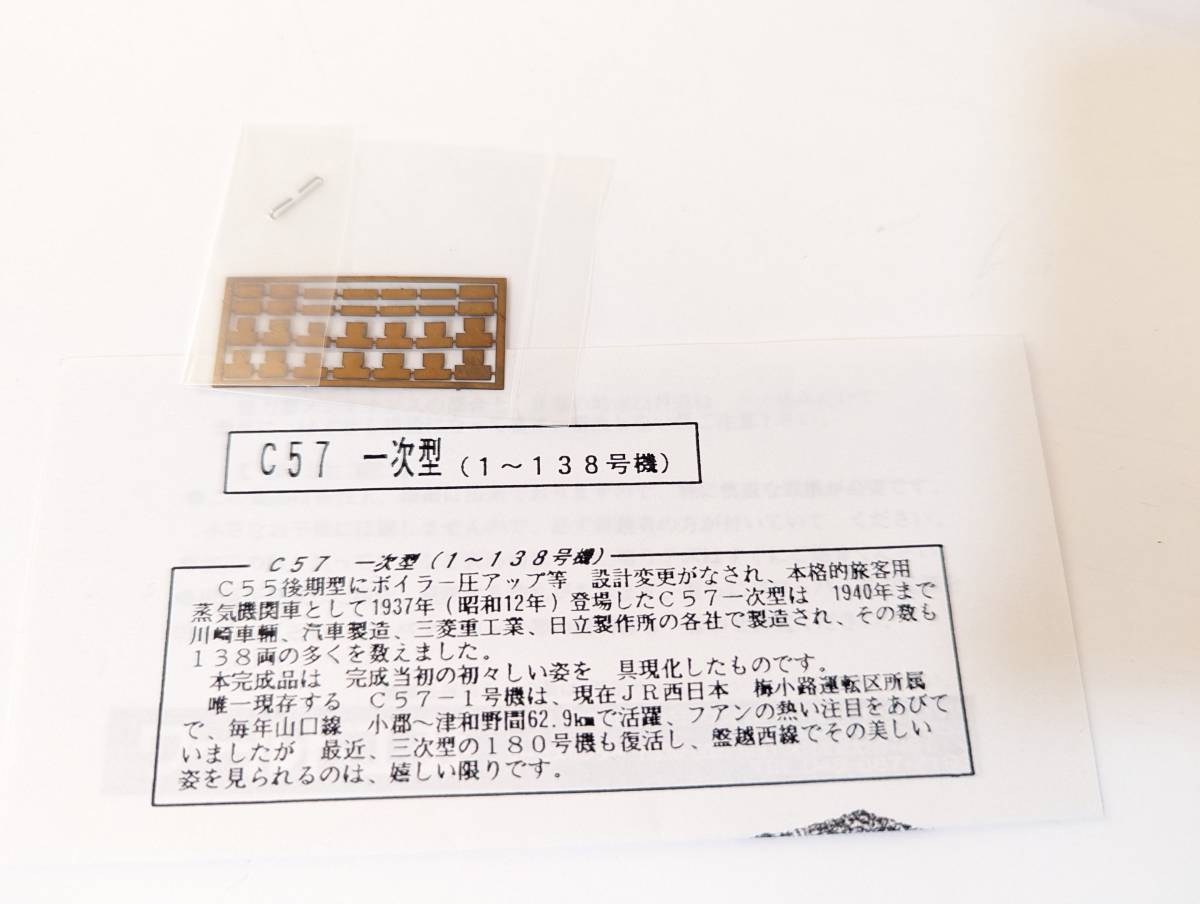 C57 一次型(1~138号機)
C57 一次型(1~138号機)
C55後期型にボイラー圧アップ等 設計変更がなされ、本格的旅客用
蒸気機関車として1937年(昭和12年)登場したC57一次型は 1940年まで
川崎車輛、汽車製造、三菱重工業、日立製作所の各社で製造され、その数も
138両の多くを数えました。
本完成品は 完成当初の初々しい姿を 具現化したものです。
唯一現存する C57-1号機は、現在JR西日本 梅小路運転区所属
で、毎年山口線 小郡~津和野間62.9㎞で活躍、フアンの熱い注目をあびて
いましたが 最近、三次型の180号機も復活し、盤越西線でその美しい
姿を見られるのは、嬉しい限りです。